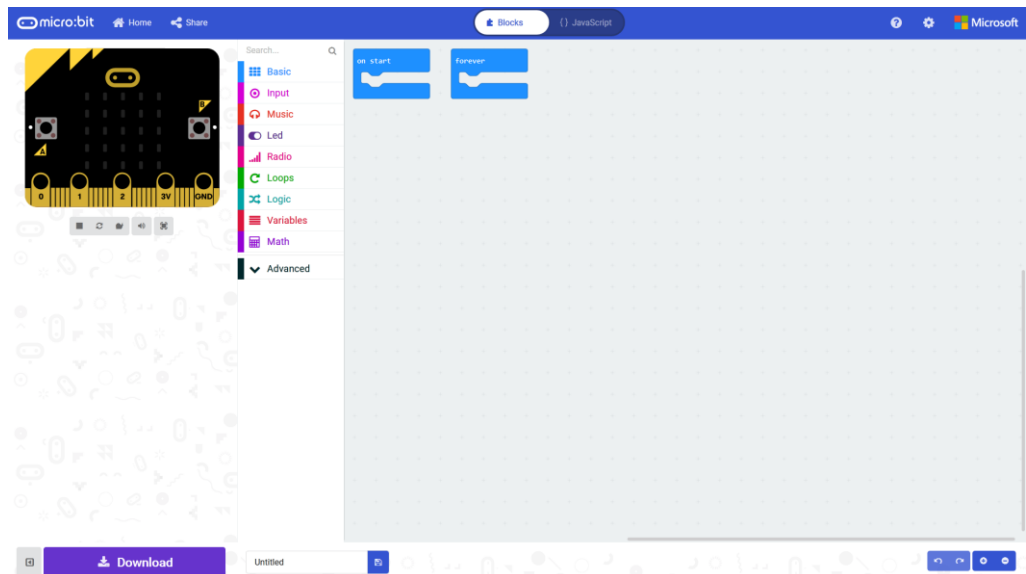 micro:bit Home Share Blocks {} JavaScript Microsoft
Search...
Basic
Input
Music
Led
Radio
Loops
Logic
Variables
Math
Advanced
on start forever
B
A
0 1 2 3V GND
Download Untitled